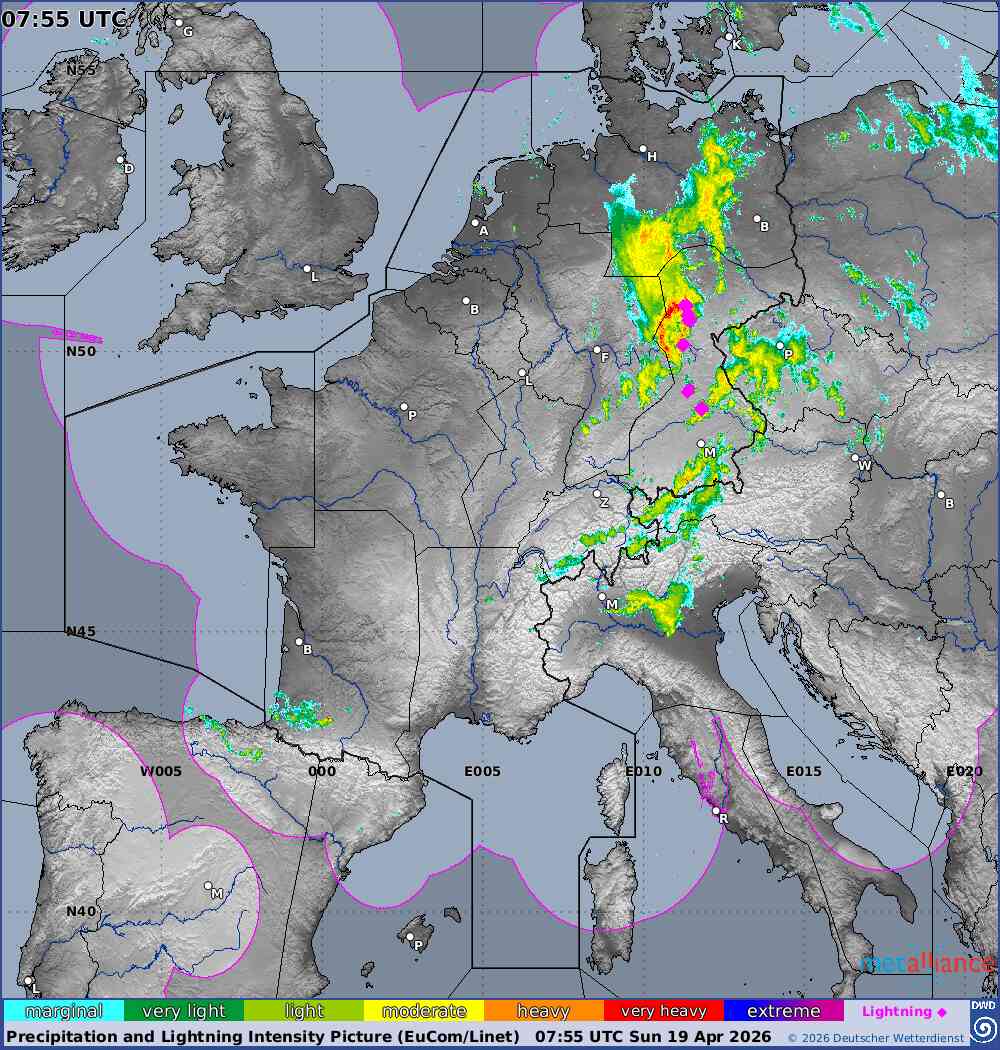 07:55 UTC
G
K
N55
H
D
A
B
L
B
N50
F
P
L
P
M
W
Z
B
M
N45
B
W005
000
E005
E010
E015
E020
R
M
N40
P
L
metalliance
marginal very light light moderate heavy very heavy extreme Lightning ◆
DWD
Precipitation and Lightning Intensity Picture (EuCom/Linet) 07:55 UTC Sun 19 Apr 2026 © 2026 Deutscher Wetterdienst